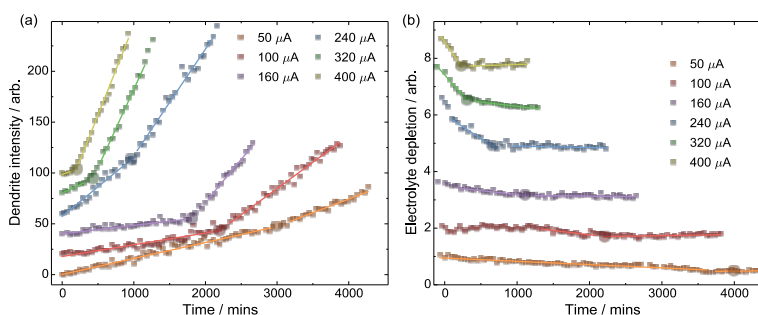 (a)
50 μA
100 μA
160 μA
240 μA
320 μA
400 μA
Dendrite intensity / arb.
200
150
100
50
0
0
1000
2000
3000
4000
Time / mins
(b)
50 μA
100 μA
160 μA
240 μA
320 μA
400 μA
Electrolyte depletion / arb.
8
6
4
2
0
0
1000
2000
3000
4000
Time / mins